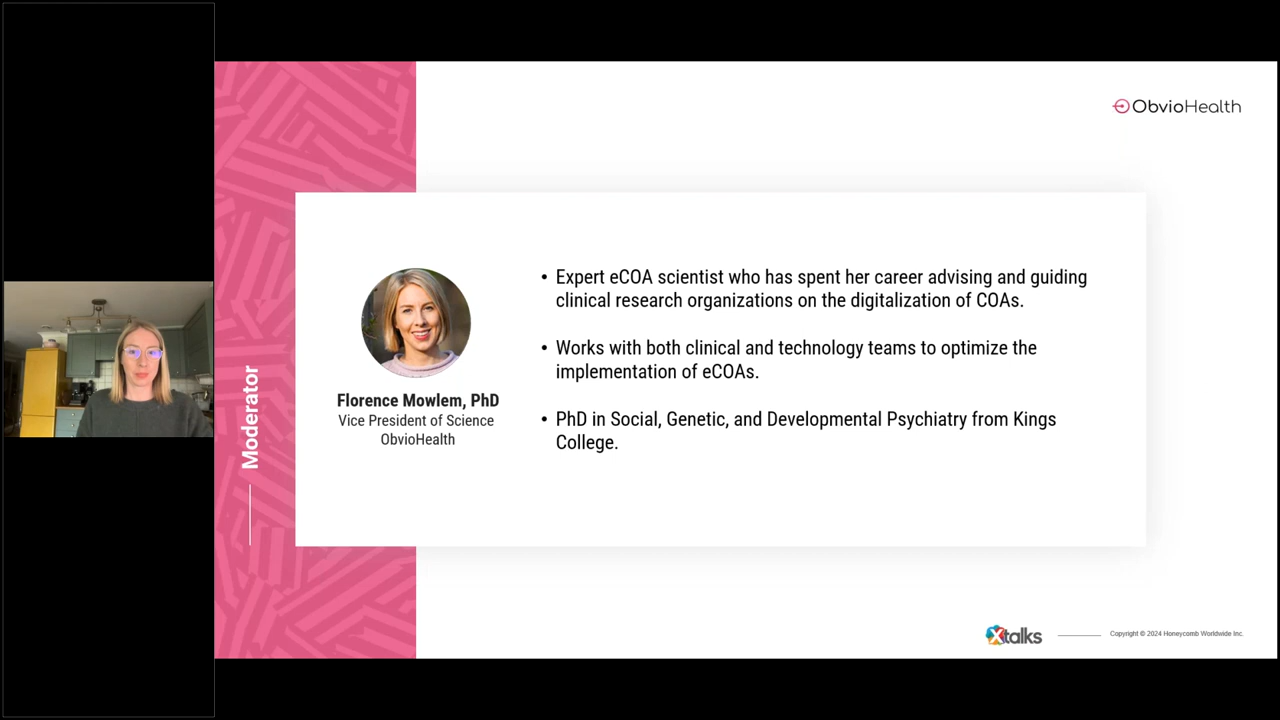 ObvioHealth
Moderator
Florence Mowlem, PhD
Vice President of Science
ObvioHealth
• Expert eCOA scientist who has spent her career advising and guiding
clinical research organizations on the digitalization of COAs.
• Works with both clinical and technology teams to optimize the
implementation of eCOAs.
• PhD in Social, Genetic, and Developmental Psychiatry from Kings
College.
Xtalks
Copyright © 2024 Honeycomb Worldwide Inc.